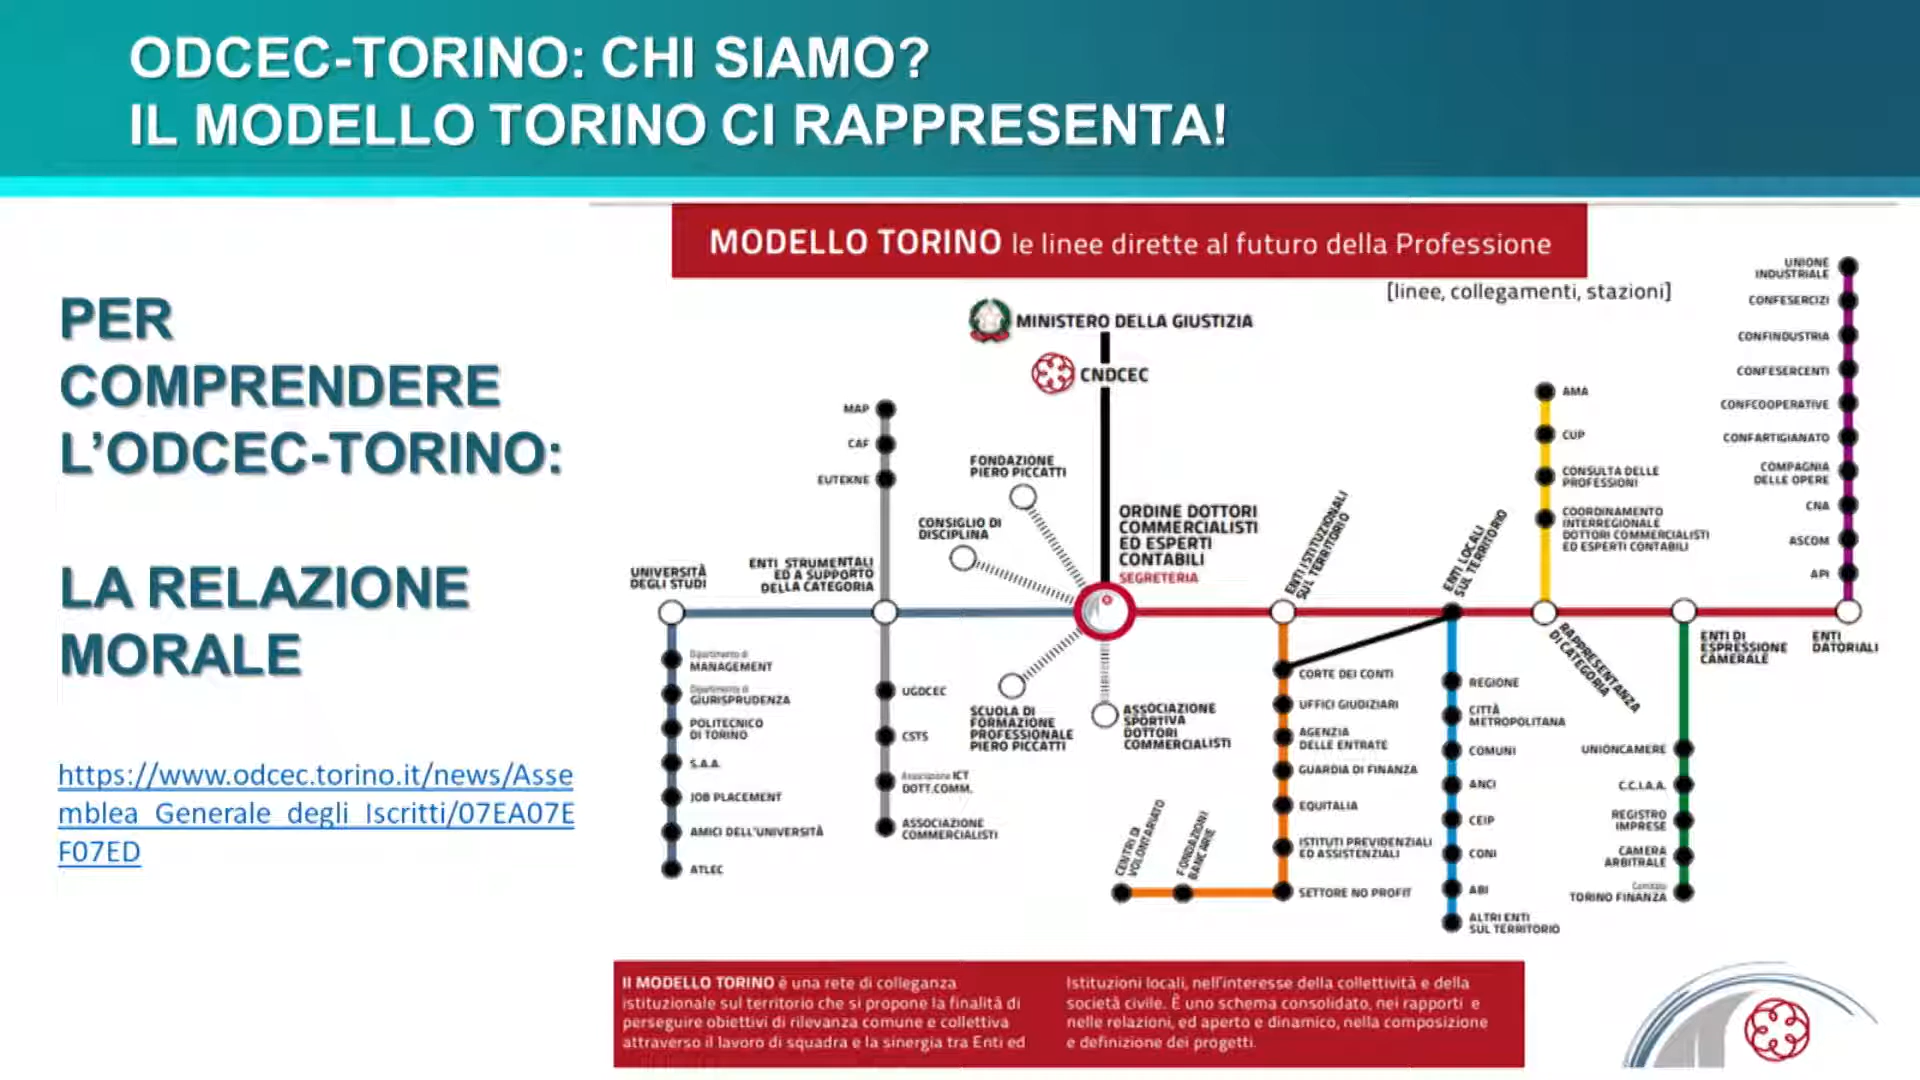 ODCEC-TORINO: CHI SIAMO?
IL MODELLO TORINO CI RAPPRESENTA!
PER
COMPRENDERE
L’ODCEC-TORINO:
LA RELAZIONE
MORALE
https://www.odcec.torino.it/news/Asse
mblea_Generale_degli_Iscritti/07EA07E
F07ED
MODELLO TORINO le linee dirette al futuro della Professione
[linee, collegamenti, stazioni]
MINISTERO DELLA GIUSTIZIA
CNDCEC
MAP
CAF
EUTEKNE
FONDAZIONE
PIERO PICCATTI
CONSIGLIO DI
DISCIPLINA
ORDINE DOTTORI
COMMERCIALISTI
ED ESPERTI
CONTABILI
SEGRETERIA
UNIVERSITÀ
DEGLI STUDI
ENTI STRUMENTALI
ED A SUPPORTO
DELLA CATEGORIA
Dipartimento di
MANAGEMENT
Dipartimento di
GIURISPRUDENZA
POLITECNICO
DI TORINO
S.A.A.
JOB PLACEMENT
AMICI DELL'UNIVERSITÀ
ATLEC
UGDCEC
CSTS
Associazione ICT
DOTT.COMM.
ASSOCIAZIONE
COMMERCIALISTI
SCUOLA DI
FORMAZIONE
PROFESSIONALE
PIERO PICCATTI
ASSOCIAZIONE
SPORTIVA
DOTTORI
COMMERCIALISTI
ENTI ISTITUZIONALI
SUL TERRITORIO
CORTE DEI CONTI
UFFICI GIUDIZIARI
AGENZIA
DELLE ENTRATE
GUARDIA DI FINANZA
EQUITALIA
ISTITUTI PREVIDENZIALI
ED ASSISTENZIALI
SETTORE NO PROFIT
CENTRI DI
VOLONTARIATO
FONDAZIONI
BANCARIE
ENTI LOCALI
SUL TERRITORIO
REGIONE
CITTÀ
METROPOLITANA
COMUNI
ANCI
CEIP
CONI
ABI
ALTRI ENTI
SUL TERRITORIO
AMA
CUP
CONSULTA DELLE
PROFESSIONI
COORDINAMENTO
INTERREGIONALE
DOTTORI COMMERCIALISTI
ED ESPERTI CONTABILI
RAPPRESENTANZA
DI CATEGORIA
ENTI DI
ESPRESSIONE
CAMERALE
UNIONCAMERE
C.C.I.A.A.
REGISTRO
IMPRESE
CAMERA
ARBITRALE
Comitato
TORINO FINANZA
UNIONE
INDUSTRIALE
CONFESERCIZI
CONFINDUSTRIA
CONFESERCENTI
CONFCOOPERATIVE
CONFARTIGIANATO
COMPAGNIA
DELLE OPERE
CNA
ASCOM
API
ENTI
DATORIALI
Il MODELLO TORINO è una rete di colleganza
istituzionale sul territorio che si propone la finalità di
perseguire obiettivi di rilevanza comune e collettiva
attraverso il lavoro di squadra e la sinergia tra Enti ed
Istituzioni locali, nell'interesse della collettività e della
società civile. È uno schema consolidato, nei rapporti e
nelle relazioni, ed aperto e dinamico, nella composizione
e definizione dei progetti.